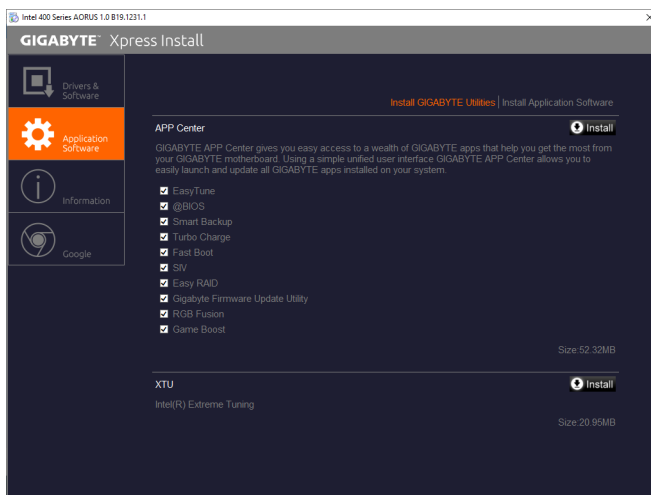 Intel 400 Series AORUS 1.0 B19.1231.1
GIGABYTE™ Xpress Install
Drivers &
Software
Application
Software
Information
Google
Install GIGABYTE Utilities | Install Application Software
APP Center
Install
GIGABYTE APP Center gives you easy access to a wealth of GIGABYTE apps that help you get the most from
your GIGABYTE motherboard. Using a simple unified user interface GIGABYTE APP Center allows you to
easily launch and update all GIGABYTE apps installed on your system.
EasyTune
@BIOS
Smart Backup
Turbo Charge
Fast Boot
SIV
Easy RAID
Gigabyte Firmware Update Utility
RGB Fusion
Game Boost
Size:52.32MB
XTU
Install
Intel(R) Extreme Tuning
Size:20.95MB